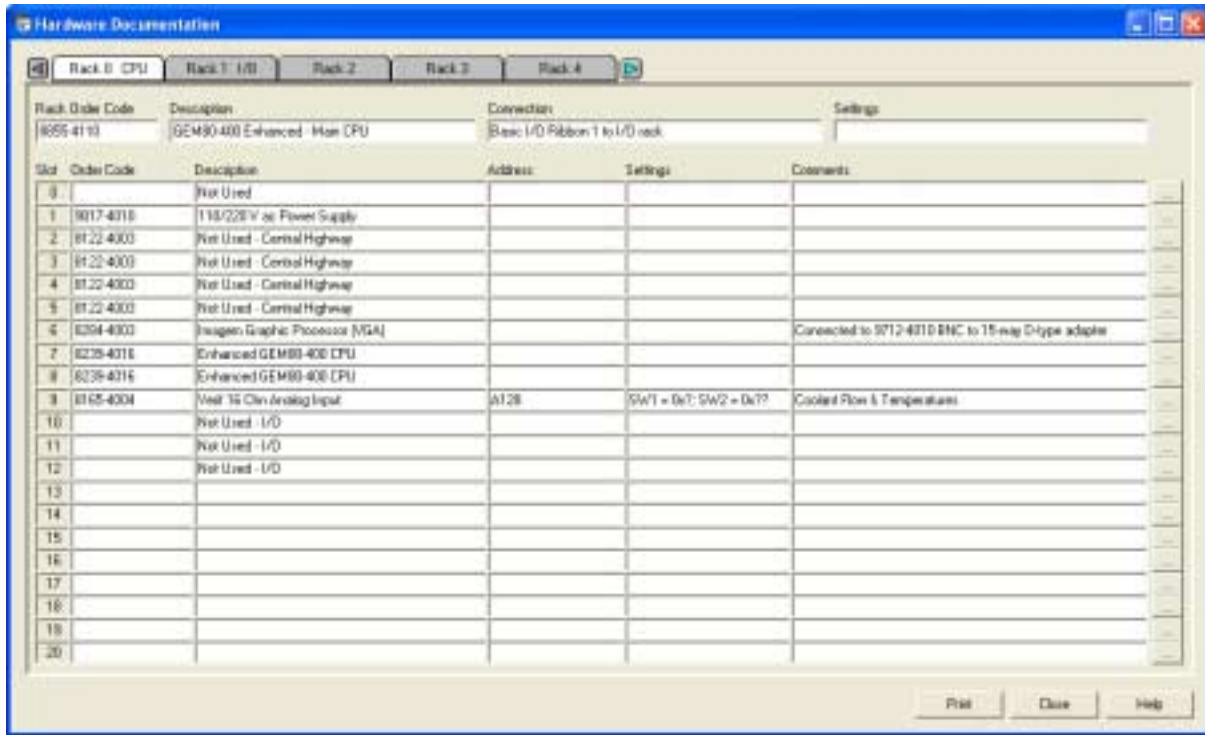 Hardware Documentation
Rack 0 CPU Rack 1 I/O Rack 2 Rack 3 Rack 4
Rack Order Code Description Connection Settings
8855-4110 GEM80-400 Enhanced - Main CPU Basic I/O Ribbon 1 to I/O rack
Slot Order Code Description Address Settings Comments
0 Not Used
1 9017-4010 110/220 V ac Power Supply
2 8122-4003 Not Used - Central Highway
3 8122-4003 Not Used - Central Highway
4 8122-4003 Not Used - Central Highway
5 8122-4003 Not Used - Central Highway
6 8284-4003 Imagem Graphic Processor (VGA) Connected to 9712-4010 BNC to 15-way D-type adapter
7 8239-4016 Enhanced GEM80-400 CPU
8 8239-4016 Enhanced GEM80-400 CPU
9 8165-4004 16 Chn Analog Input A128 SW1 = 0x7; SW2 = 0x?? Coolant Flow & Temperatures
10 Not Used - I/O
11 Not Used - I/O
12 Not Used - I/O
13
14
15
16
17
18
19
20
Print Close Help